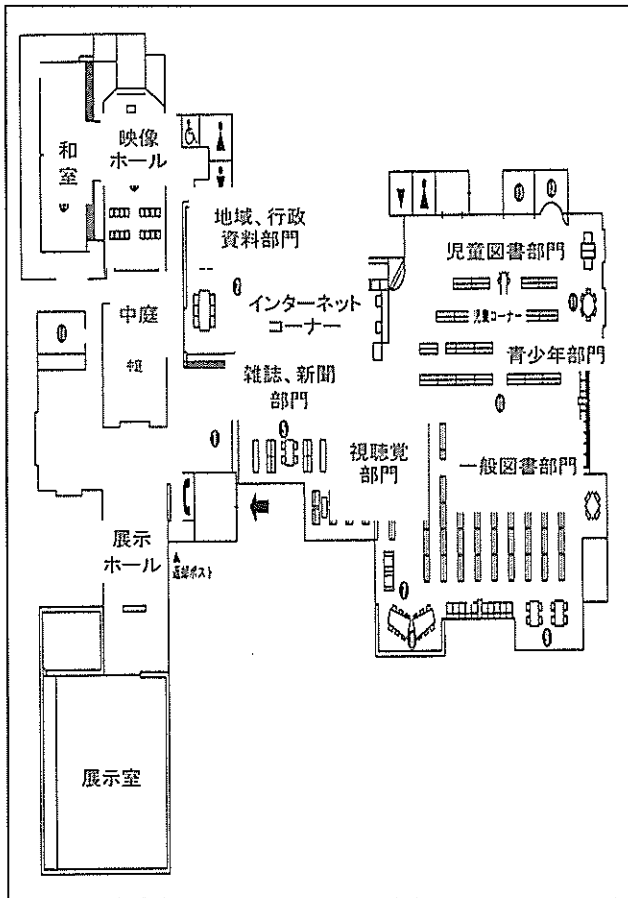 和
室
映像
ホール
地域、行政
資料部門
児童図書部門
インターネット
コーナー
児童コーナー
中庭
青少年部門
雑誌、新聞
部門
視聴覚
部門
一般図書部門
展示
ホール
返却ポスト
展示室